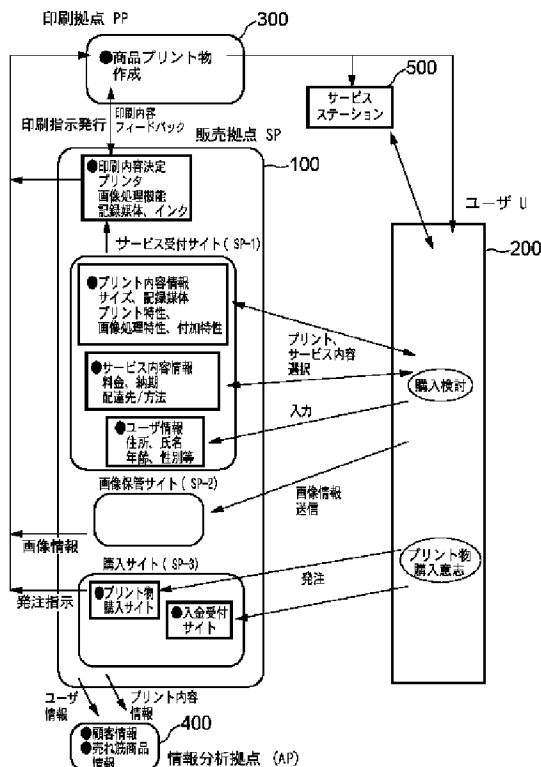 印刷拠点 PP
300
●商品プリント物
作成
500
サービス
ステーション
印刷指示発行
印刷内容
フィードバック
販売拠点 SP
100
●印刷内容決定
プリンタ
画像処理機能
記録媒体、インク
ユーザ U
200
サービス受付サイト(SP-1)
●プリント内容情報
サイズ、記録媒体
プリント特性、
画像処理特性、付加特性
プリント、
サービス内容
選択
●サービス内容情報
料金、納期
配達先/方法
購入検討
入力
●ユーザ情報
住所、氏名
年齢、性別等
画像保管サイト(SP-2)
画像情報
送信
画像情報
購入サイト(SP-3)
プリント物
購入意志
発注
発注指示
●プリント物
購入サイト
●入金受付
サイト
ユーザ
情報
プリント内容
情報
400
●顧客情報
●売れ筋商品
情報
情報分析拠点 (AP)